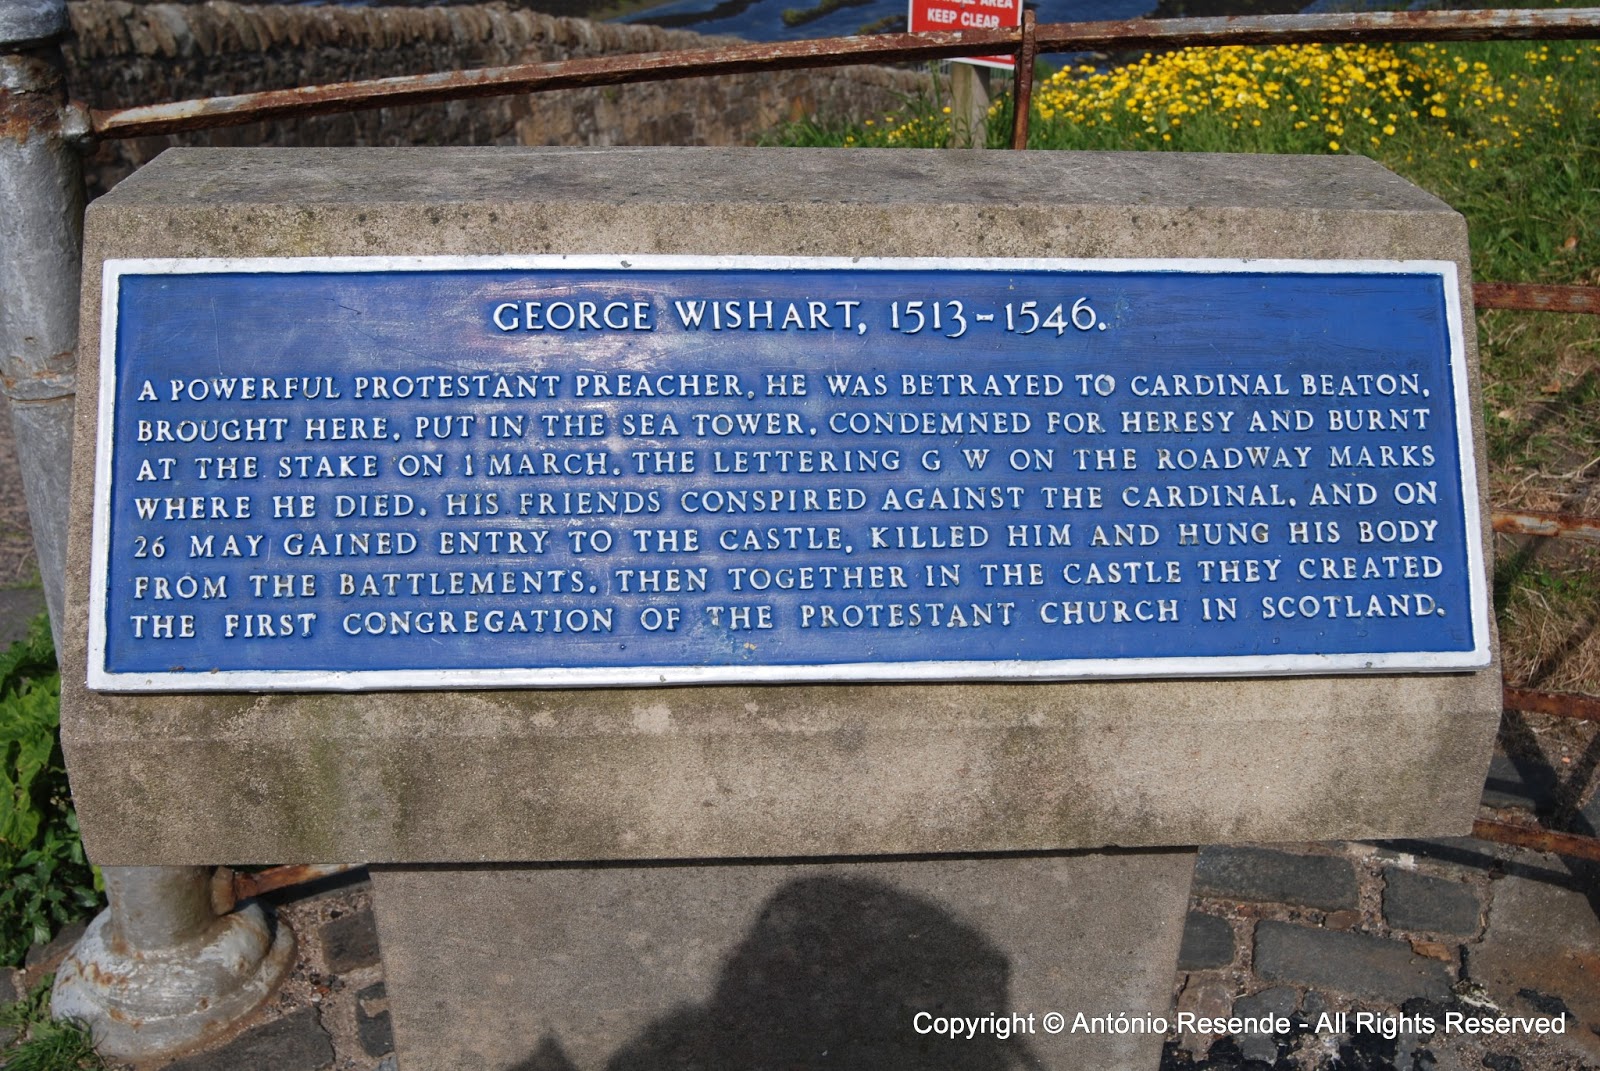 KEEP CLEAR
GEORGE WISHART, 1513-1546.
A POWERFUL PROTESTANT PREACHER, HE WAS BETRAYED TO CARDINAL BEATON,
BROUGHT HERE, PUT IN THE SEA TOWER, CONDEMNED FOR HERESY AND BURNT
AT THE STAKE ON 1 MARCH. THE LETTERING G W ON THE ROADWAY MARKS
WHERE HE DIED. HIS FRIENDS CONSPIRED AGAINST THE CARDINAL, AND ON
26 MAY GAINED ENTRY TO THE CASTLE, KILLED HIM AND HUNG HIS BODY
FROM THE BATTLEMENTS. THEN TOGETHER IN THE CASTLE THEY CREATED
THE FIRST CONGREGATION OF THE PROTESTANT CHURCH IN SCOTLAND.
Copyright © António Resende - All Rights Reserved